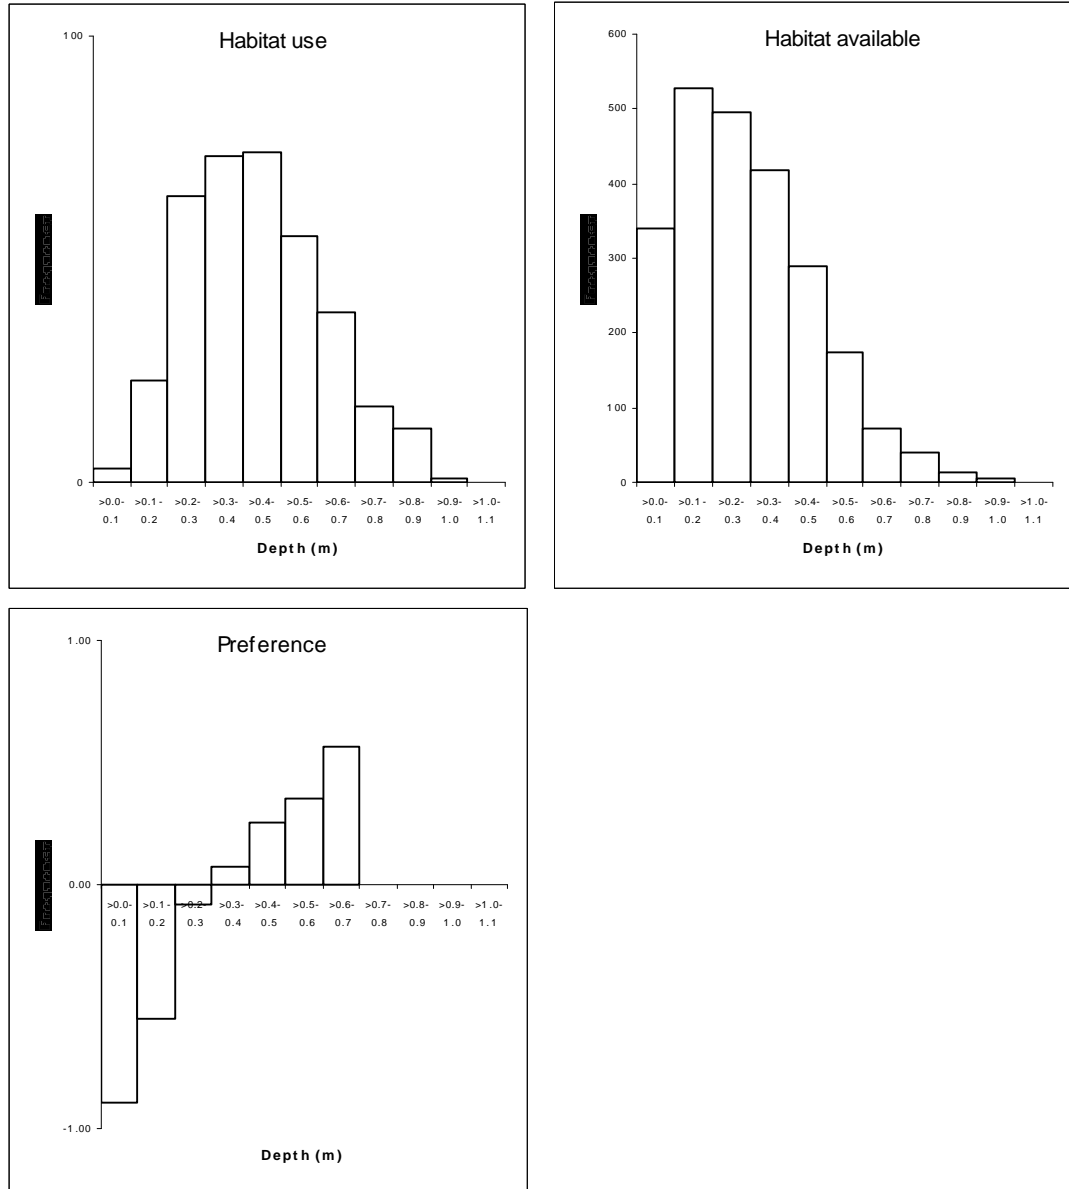 Habitat use
100
0
>0.0- >0.1- >0.2- >0.3- >0.4- >0.5- >0.6- >0.7- >0.8- >0.9- >1.0-
0.1 0.2 0.3 0.4 0.5 0.6 0.7 0.8 0.9 1.0 1.1
Depth (m)
Habitat available
600
500
400
300
200
100
0
>0.0- >0.1- >0.2- >0.3- >0.4- >0.5- >0.6- >0.7- >0.8- >0.9- >1.0-
0.1 0.2 0.3 0.4 0.5 0.6 0.7 0.8 0.9 1.0 1.1
Depth (m)
Preference
1.00
0.00
>0.0- >0.1- >0.2- >0.3- >0.4- >0.5- >0.6- >0.7- >0.8- >0.9- >1.0-
0.1 0.2 0.3 0.4 0.5 0.6 0.7 0.8 0.9 1.0 1.1
-1.00
Depth (m)